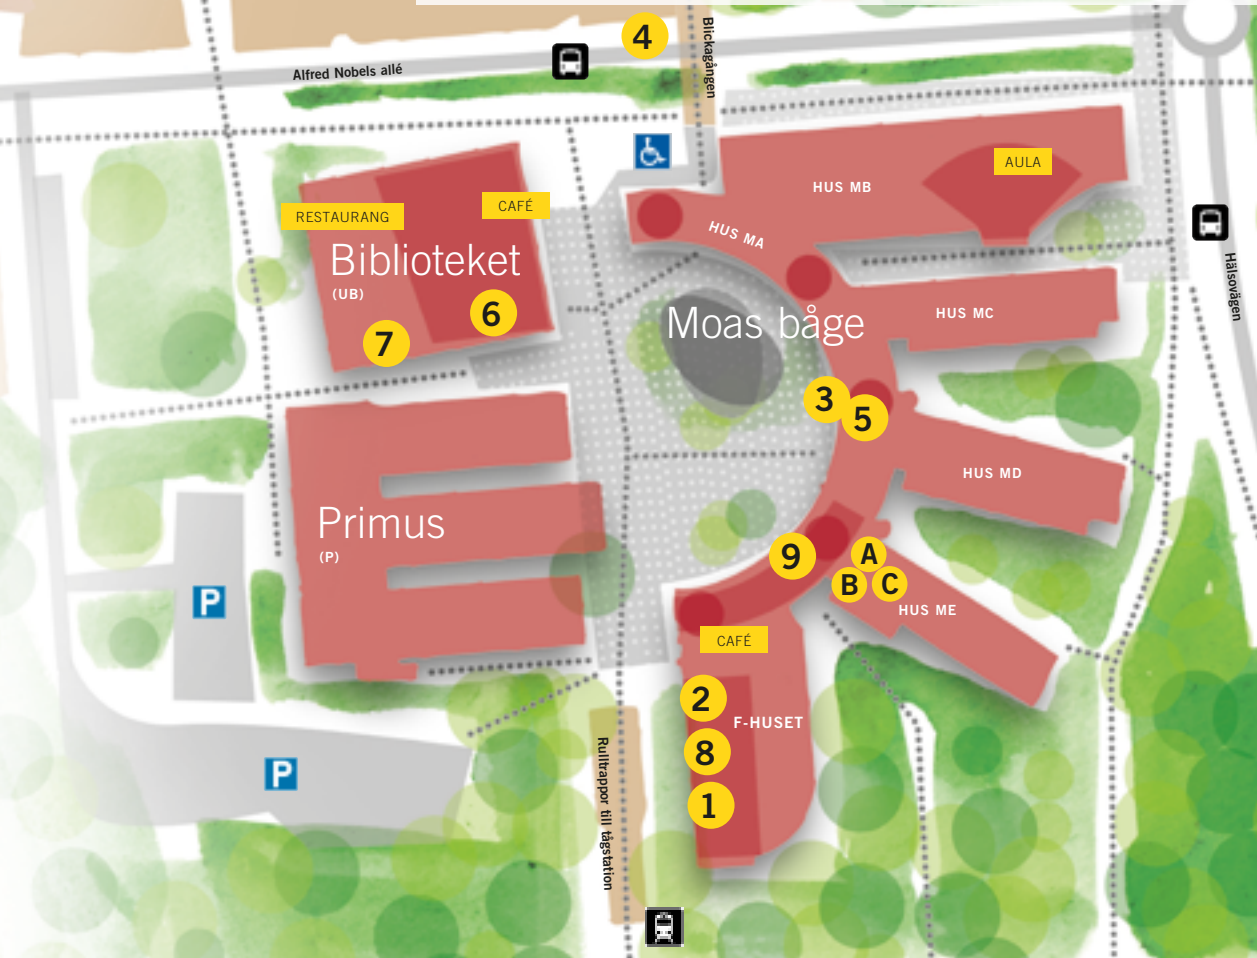 4
Blickagången
Alfred Nobels allé
AULA
HUS MB
CAFÉ
RESTAURANG
HUS MA
Biblioteket
(UB)
Hälsovägen
6
7
HUS MC
Moas båge
3
5
HUS MD
Primus
(P)
9
A
B
C
HUS ME
P
CAFÉ
2
F-HUSET
8
1
P
Rulltrappor till tågstation